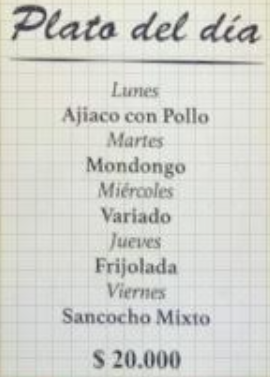 Plato del día
Lunes
Ajiaco con Pollo
Martes
Mondongo
Miércoles
Variado
Jueves
Frijolada
Viernes
Sancocho Mixto
$ 20.000